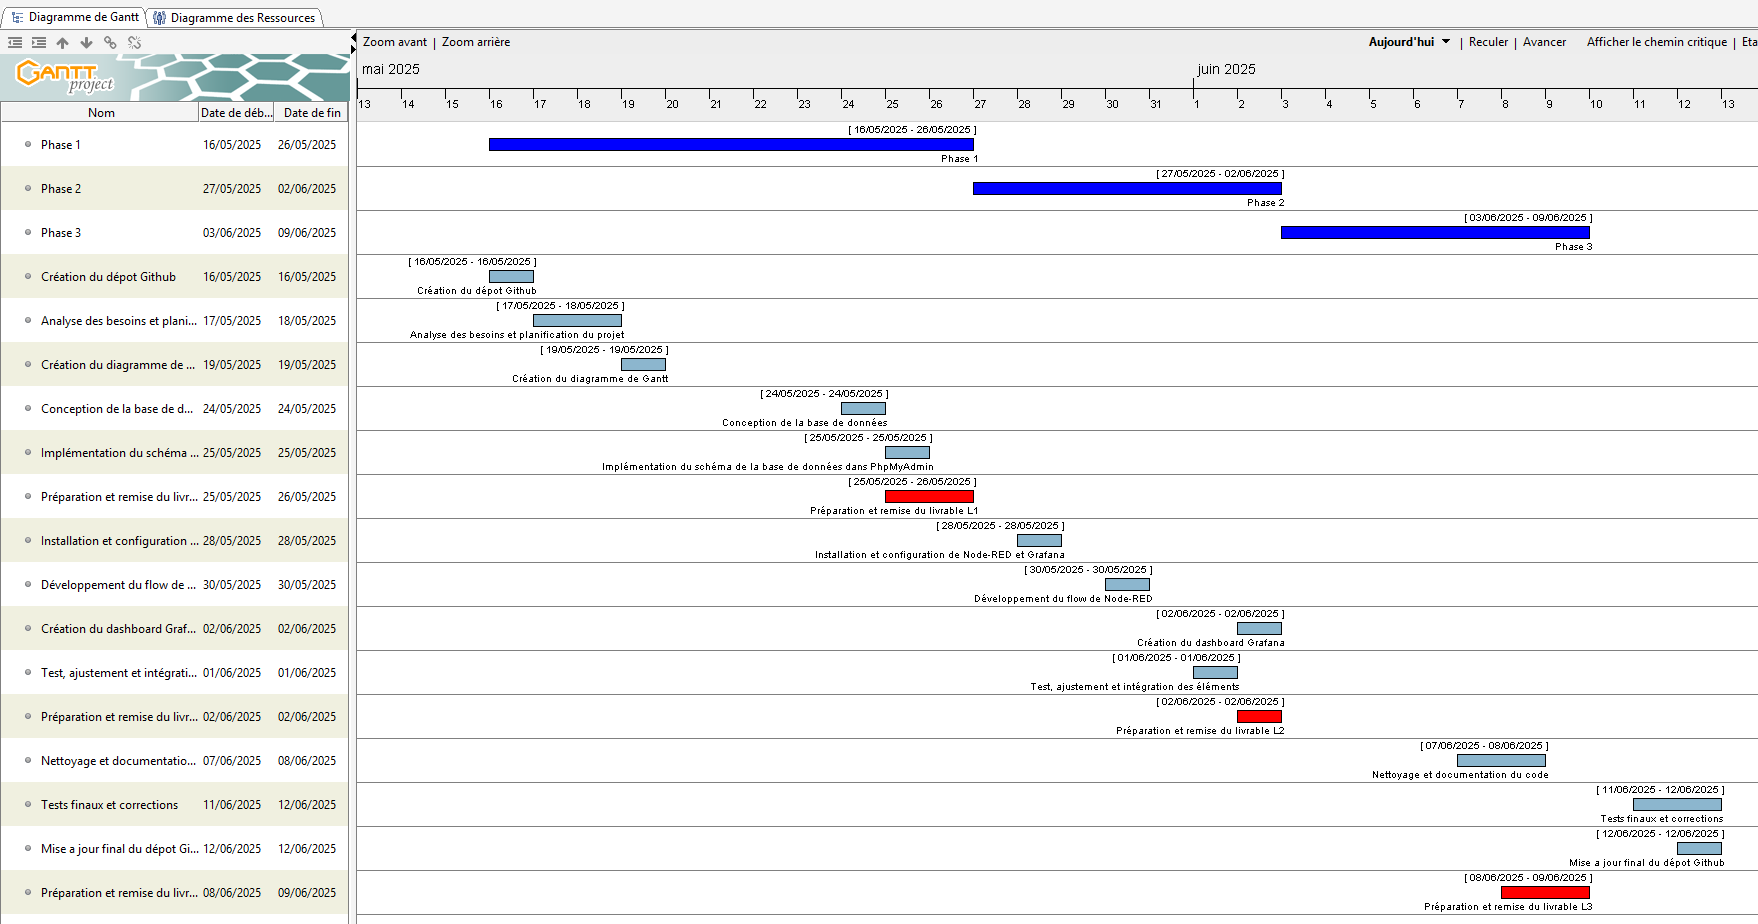 Diagramme de Gantt Diagramme des Ressources
Zoom avant | Zoom arrière Aujourd'hui | Reculer | Avancer Afficher le chemin critique | Eta
GANTT project
mai 2025 juin 2025
13 14 15 16 17 18 19 20 21 22 23 24 25 26 27 28 29 30 31 1 2 3 4 5 6 7 8 9 10 11 12 13
Nom Date de déb... Date de fin
Phase 1 16/05/2025 26/05/2025
[ 16/05/2025 - 26/05/2025 ]
Phase 1
Phase 2 27/05/2025 02/06/2025
[ 27/05/2025 - 02/06/2025 ]
Phase 2
Phase 3 03/06/2025 09/06/2025
[ 03/06/2025 - 09/06/2025 ]
Phase 3
Création du dépot Github 16/05/2025 16/05/2025
[ 16/05/2025 - 16/05/2025 ]
Création du dépot Github
Analyse des besoins et plani... 17/05/2025 18/05/2025
[ 17/05/2025 - 18/05/2025 ]
Analyse des besoins et planification du projet
Création du diagramme de ... 19/05/2025 19/05/2025
[ 19/05/2025 - 19/05/2025 ]
Création du diagramme de Gantt
Conception de la base de d... 24/05/2025 24/05/2025
[ 24/05/2025 - 24/05/2025 ]
Conception de la base de données
Implémentation du schéma ... 25/05/2025 25/05/2025
[ 25/05/2025 - 25/05/2025 ]
Implémentation du schéma de la base de données dans PhpMyAdmin
Préparation et remise du livr... 25/05/2025 26/05/2025
[ 25/05/2025 - 26/05/2025 ]
Préparation et remise du livrable L1
Installation et configuration ... 28/05/2025 28/05/2025
[ 28/05/2025 - 28/05/2025 ]
Installation et configuration de Node-RED et Grafana
Développement du flow de ... 30/05/2025 30/05/2025
[ 30/05/2025 - 30/05/2025 ]
Développement du flow de Node-RED
Création du dashboard Graf... 02/06/2025 02/06/2025
[ 02/06/2025 - 02/06/2025 ]
Création du dashboard Grafana
Test, ajustement et intégrati... 01/06/2025 01/06/2025
[ 01/06/2025 - 01/06/2025 ]
Test, ajustement et intégration des éléments
Préparation et remise du livr... 02/06/2025 02/06/2025
[ 02/06/2025 - 02/06/2025 ]
Préparation et remise du livrable L2
Nettoyage et documentatio... 07/06/2025 08/06/2025
[ 07/06/2025 - 08/06/2025 ]
Nettoyage et documentation du code
Tests finaux et corrections 11/06/2025 12/06/2025
[ 11/06/2025 - 12/06/2025 ]
Tests finaux et corrections
Mise a jour final du dépot Gi... 12/06/2025 12/06/2025
[ 12/06/2025 - 12/06/2025 ]
Mise a jour final du dépot Github
Préparation et remise du livr... 08/06/2025 09/06/2025
[ 08/06/2025 - 09/06/2025 ]
Préparation et remise du livrable L3